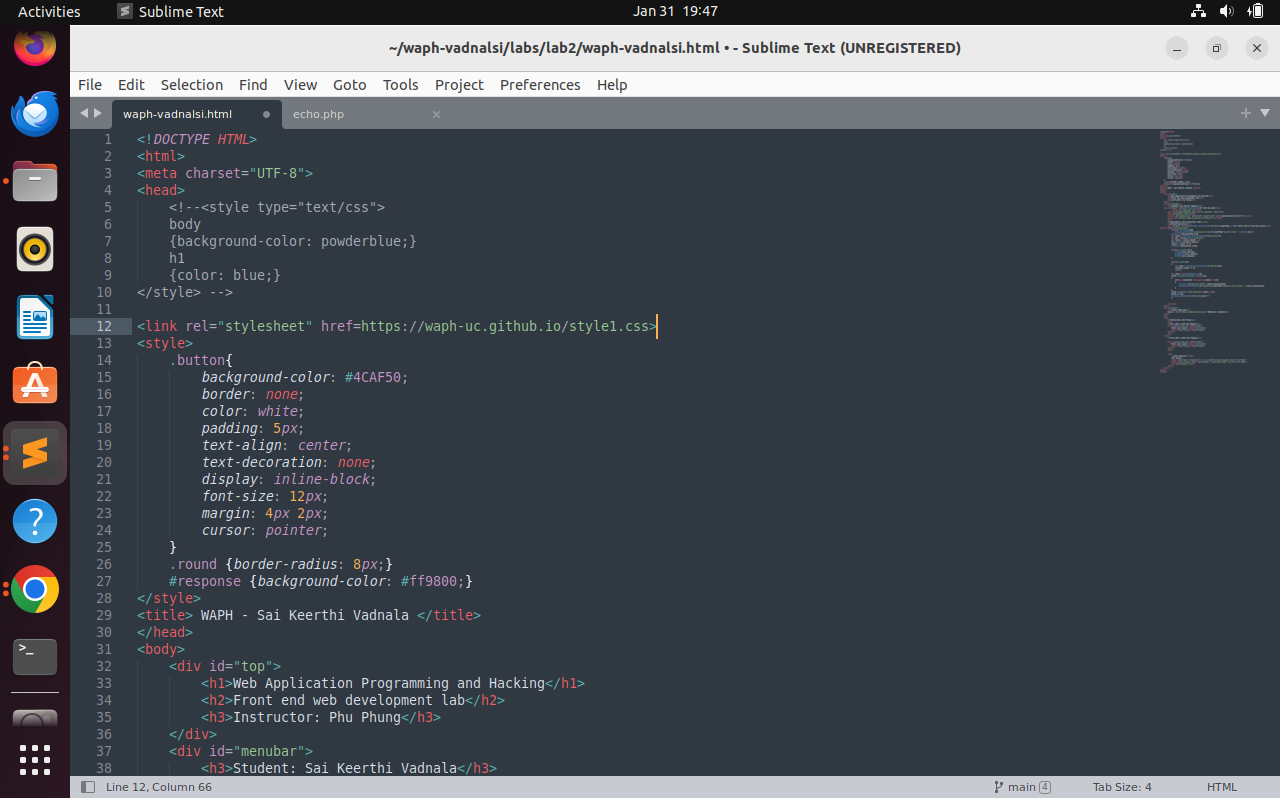 Activities
Sublime Text
Jan 31 19:47
~/waph-vadnalsi/labs/lab2/waph-vadnalsi.html • - Sublime Text (UNREGISTERED)
File Edit Selection Find View Goto Tools Project Preferences Help
waph-vadnalsi.html
echo.php
1 <!DOCTYPE HTML>
2 <html>
3 <meta charset="UTF-8">
4 <head>
5 <!--<style type="text/css">
6 body
7 {background-color: powderblue;}
8 h1
9 {color: blue;}
10 </style> -->
11
12 <link rel="stylesheet" href=https://waph-uc.github.io/style1.css>
13 <style>
14 .button{
15 background-color: #4CAF50;
16 border: none;
17 color: white;
18 padding: 5px;
19 text-align: center;
20 text-decoration: none;
21 display: inline-block;
22 font-size: 12px;
23 margin: 4px 2px;
24 cursor: pointer;
25 }
26 .round {border-radius: 8px;}
27 #response {background-color: #ff9800;}
28 </style>
29 <title> WAPH - Sai Keerthi Vadnala </title>
30 </head>
31 <body>
32 <div id="top">
33 <h1>Web Application Programming and Hacking</h1>
34 <h2>Front end web development lab</h2>
35 <h3>Instructor: Phu Phung</h3>
36 </div>
37 <div id="menubar">
38 <h3>Student: Sai Keerthi Vadnala</h3>
Line 12, Column 66
main 4
Tab Size: 4
HTML